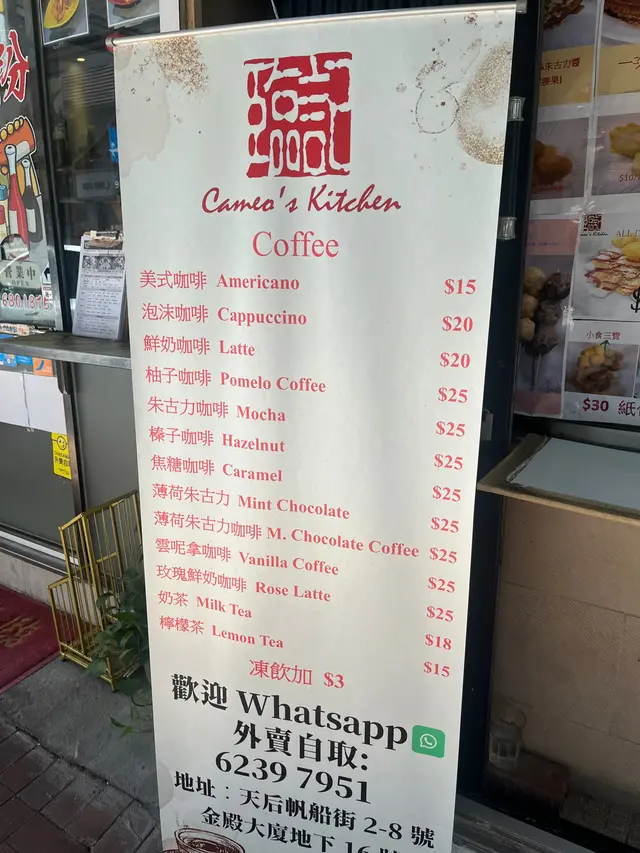 Cameo's Kitchen
Coffee
美式咖啡 Americano $15
泡沫咖啡 Cappuccino $20
鮮奶咖啡 Latte $20
柚子咖啡 Pomelo Coffee $25
朱古力咖啡 Mocha $25
榛子咖啡 Hazelnut $25
焦糖咖啡 Caramel $25
薄荷朱古力 Mint Chocolate $25
薄荷朱古力咖啡 M. Chocolate Coffee $25
雲呢拿咖啡 Vanilla Coffee $25
玫瑰鮮奶咖啡 Rose Latte $25
奶茶 Milk Tea $18
檸檬茶 Lemon Tea $15
凍飲加 $3
歡迎 Whatsapp
外賣自取:
6239 7951
地址：天后帆船街 2-8 號
金殿大廈地下 16
小食三寶
$30